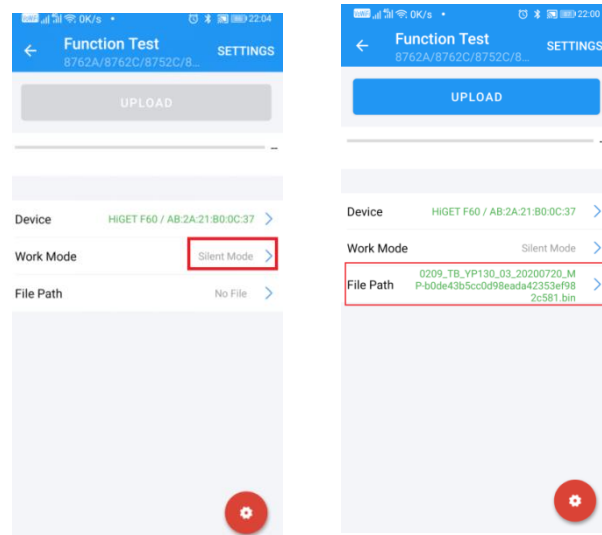 0K/s
22:04
Function Test
8762A/8762C/8752C/8...
SETTINGS
UPLOAD
--
Device
HiGET F60 / AB:2A:21:B0:0C:37
Work Mode
Silent Mode
File Path
No File
0K/s
22:00
Function Test
8762A/8762C/8752C/8...
SETTINGS
UPLOAD
Device
HiGET F60 / AB:2A:21:B0:0C:37
Work Mode
Silent Mode
File Path
0209_TB_YP130_03_20200720_M
P-b0de43b5cc0d98eada42353ef98
2c581.bin